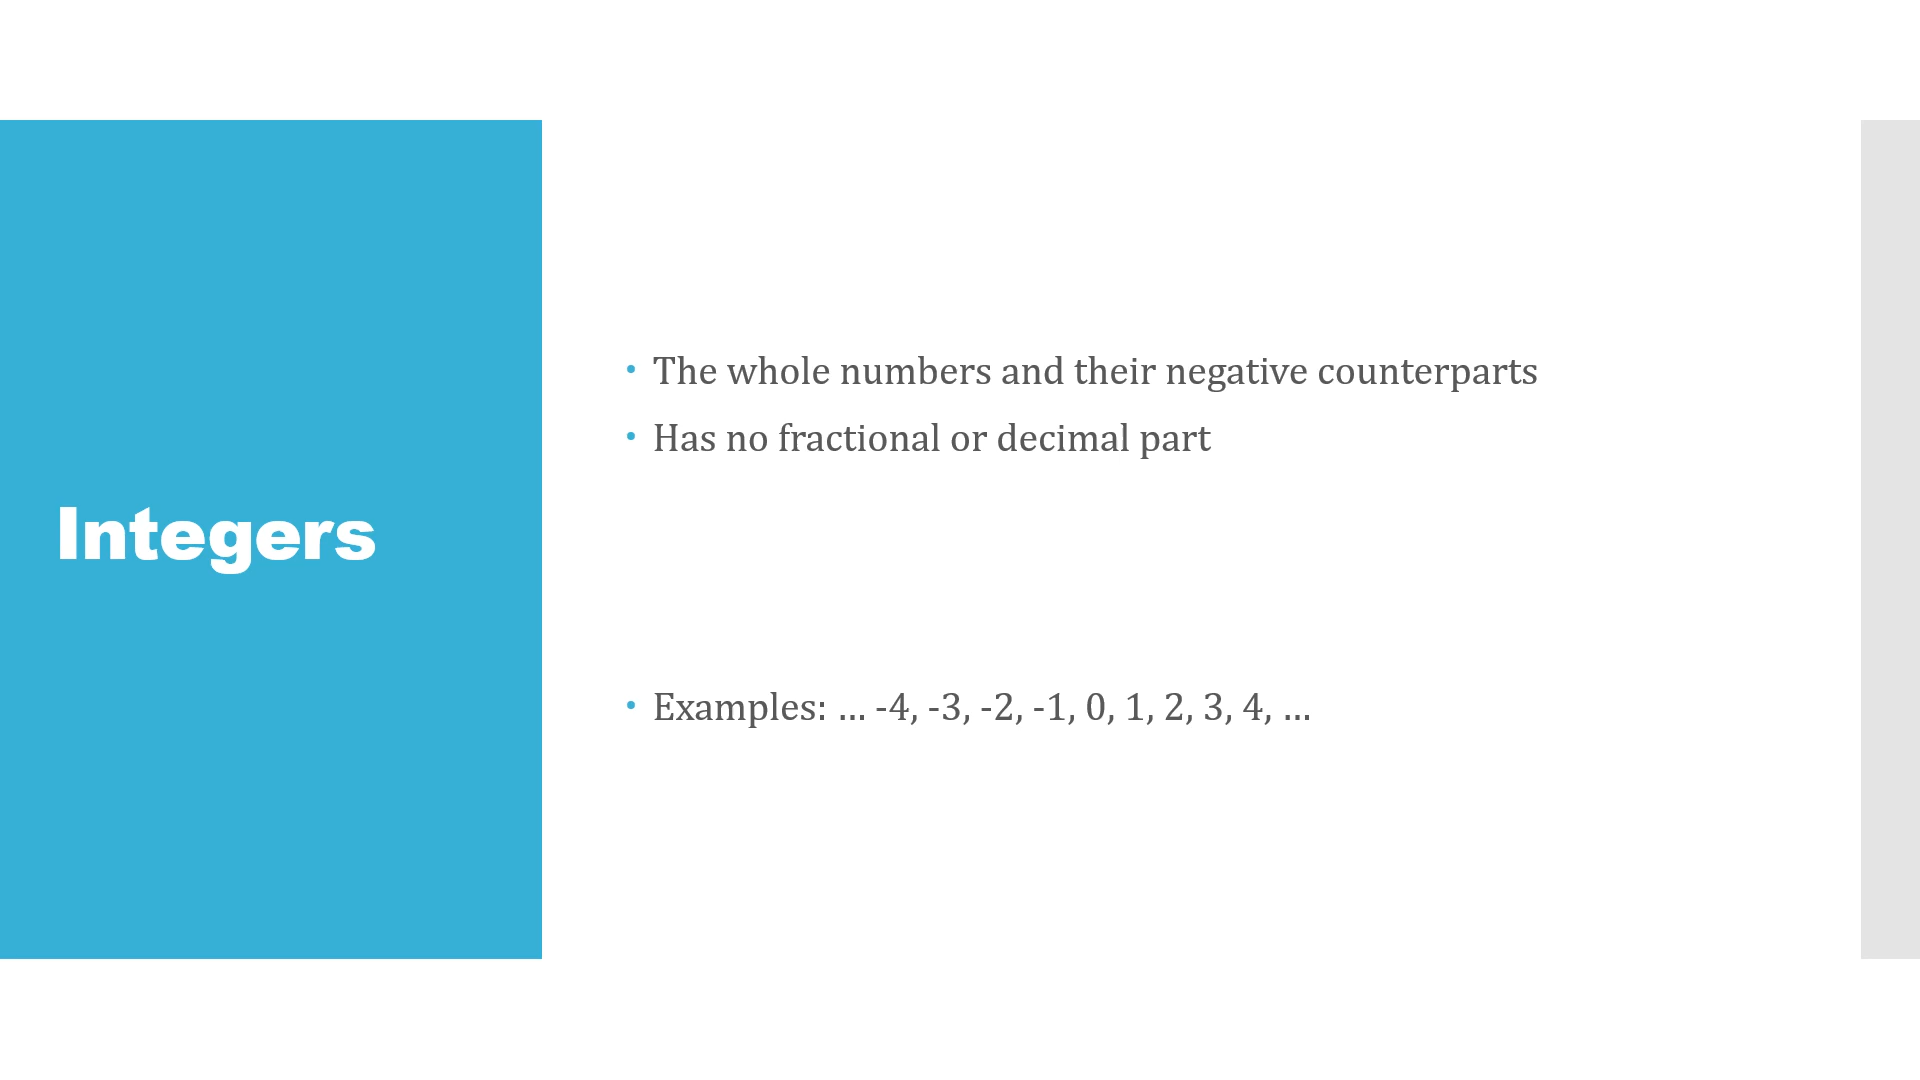 Integers
• The whole numbers and their negative counterparts
• Has no fractional or decimal part
• Examples: … -4, -3, -2, -1, 0, 1, 2, 3, 4, …